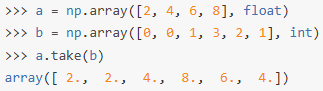 >>> a = np.array([2, 4, 6, 8], float)
>>> b = np.array([0, 0, 1, 3, 2, 1], int)
>>> a.take(b)
array([ 2., 2., 4., 8., 6., 4.])